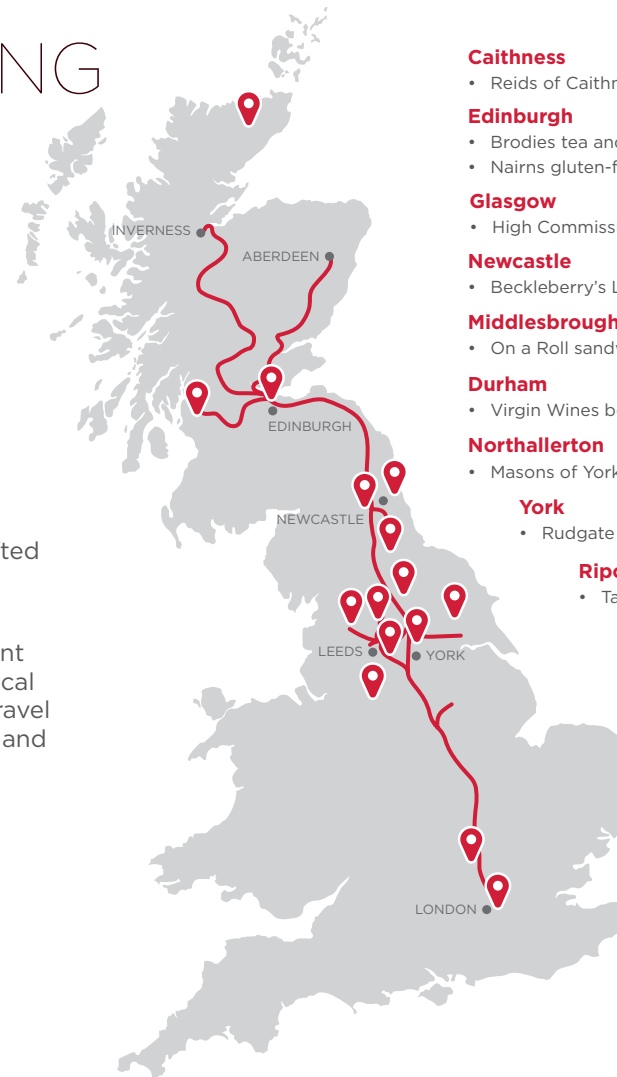 NG
Caithness
• Reids of Caithn
Edinburgh
• Brodies tea and
• Nairns gluten-f
Glasgow
• High Commiss
Newcastle
• Beckleberry's L
Middlesbrough
• On a Roll sandw
Durham
• Virgin Wines b
Northallerton
• Masons of York
York
• Rudgate
Ripo
• Ta
INVERNESS
ABERDEEN
EDINBURGH
NEWCASTLE
LEEDS
YORK
LONDON
ted
nt
cal
ravel
and